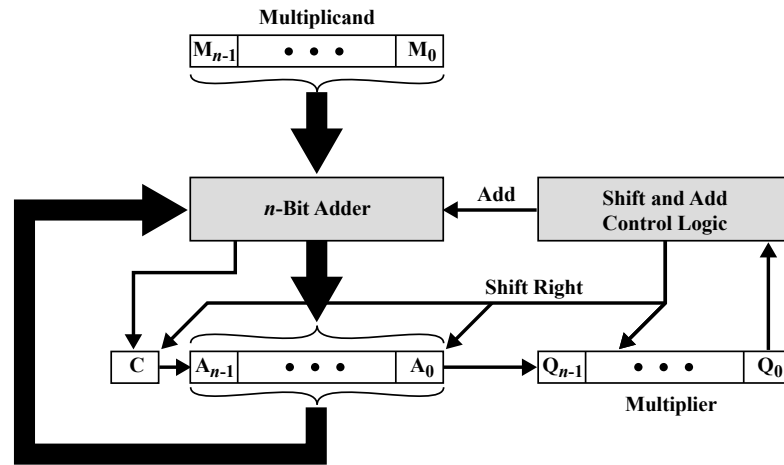 Multiplicand
Mn-1 • • • M0
n-Bit Adder
Add
Shift and Add
Control Logic
Shift Right
C
An-1 • • • A0
Qn-1 • • • Q0
Multiplier